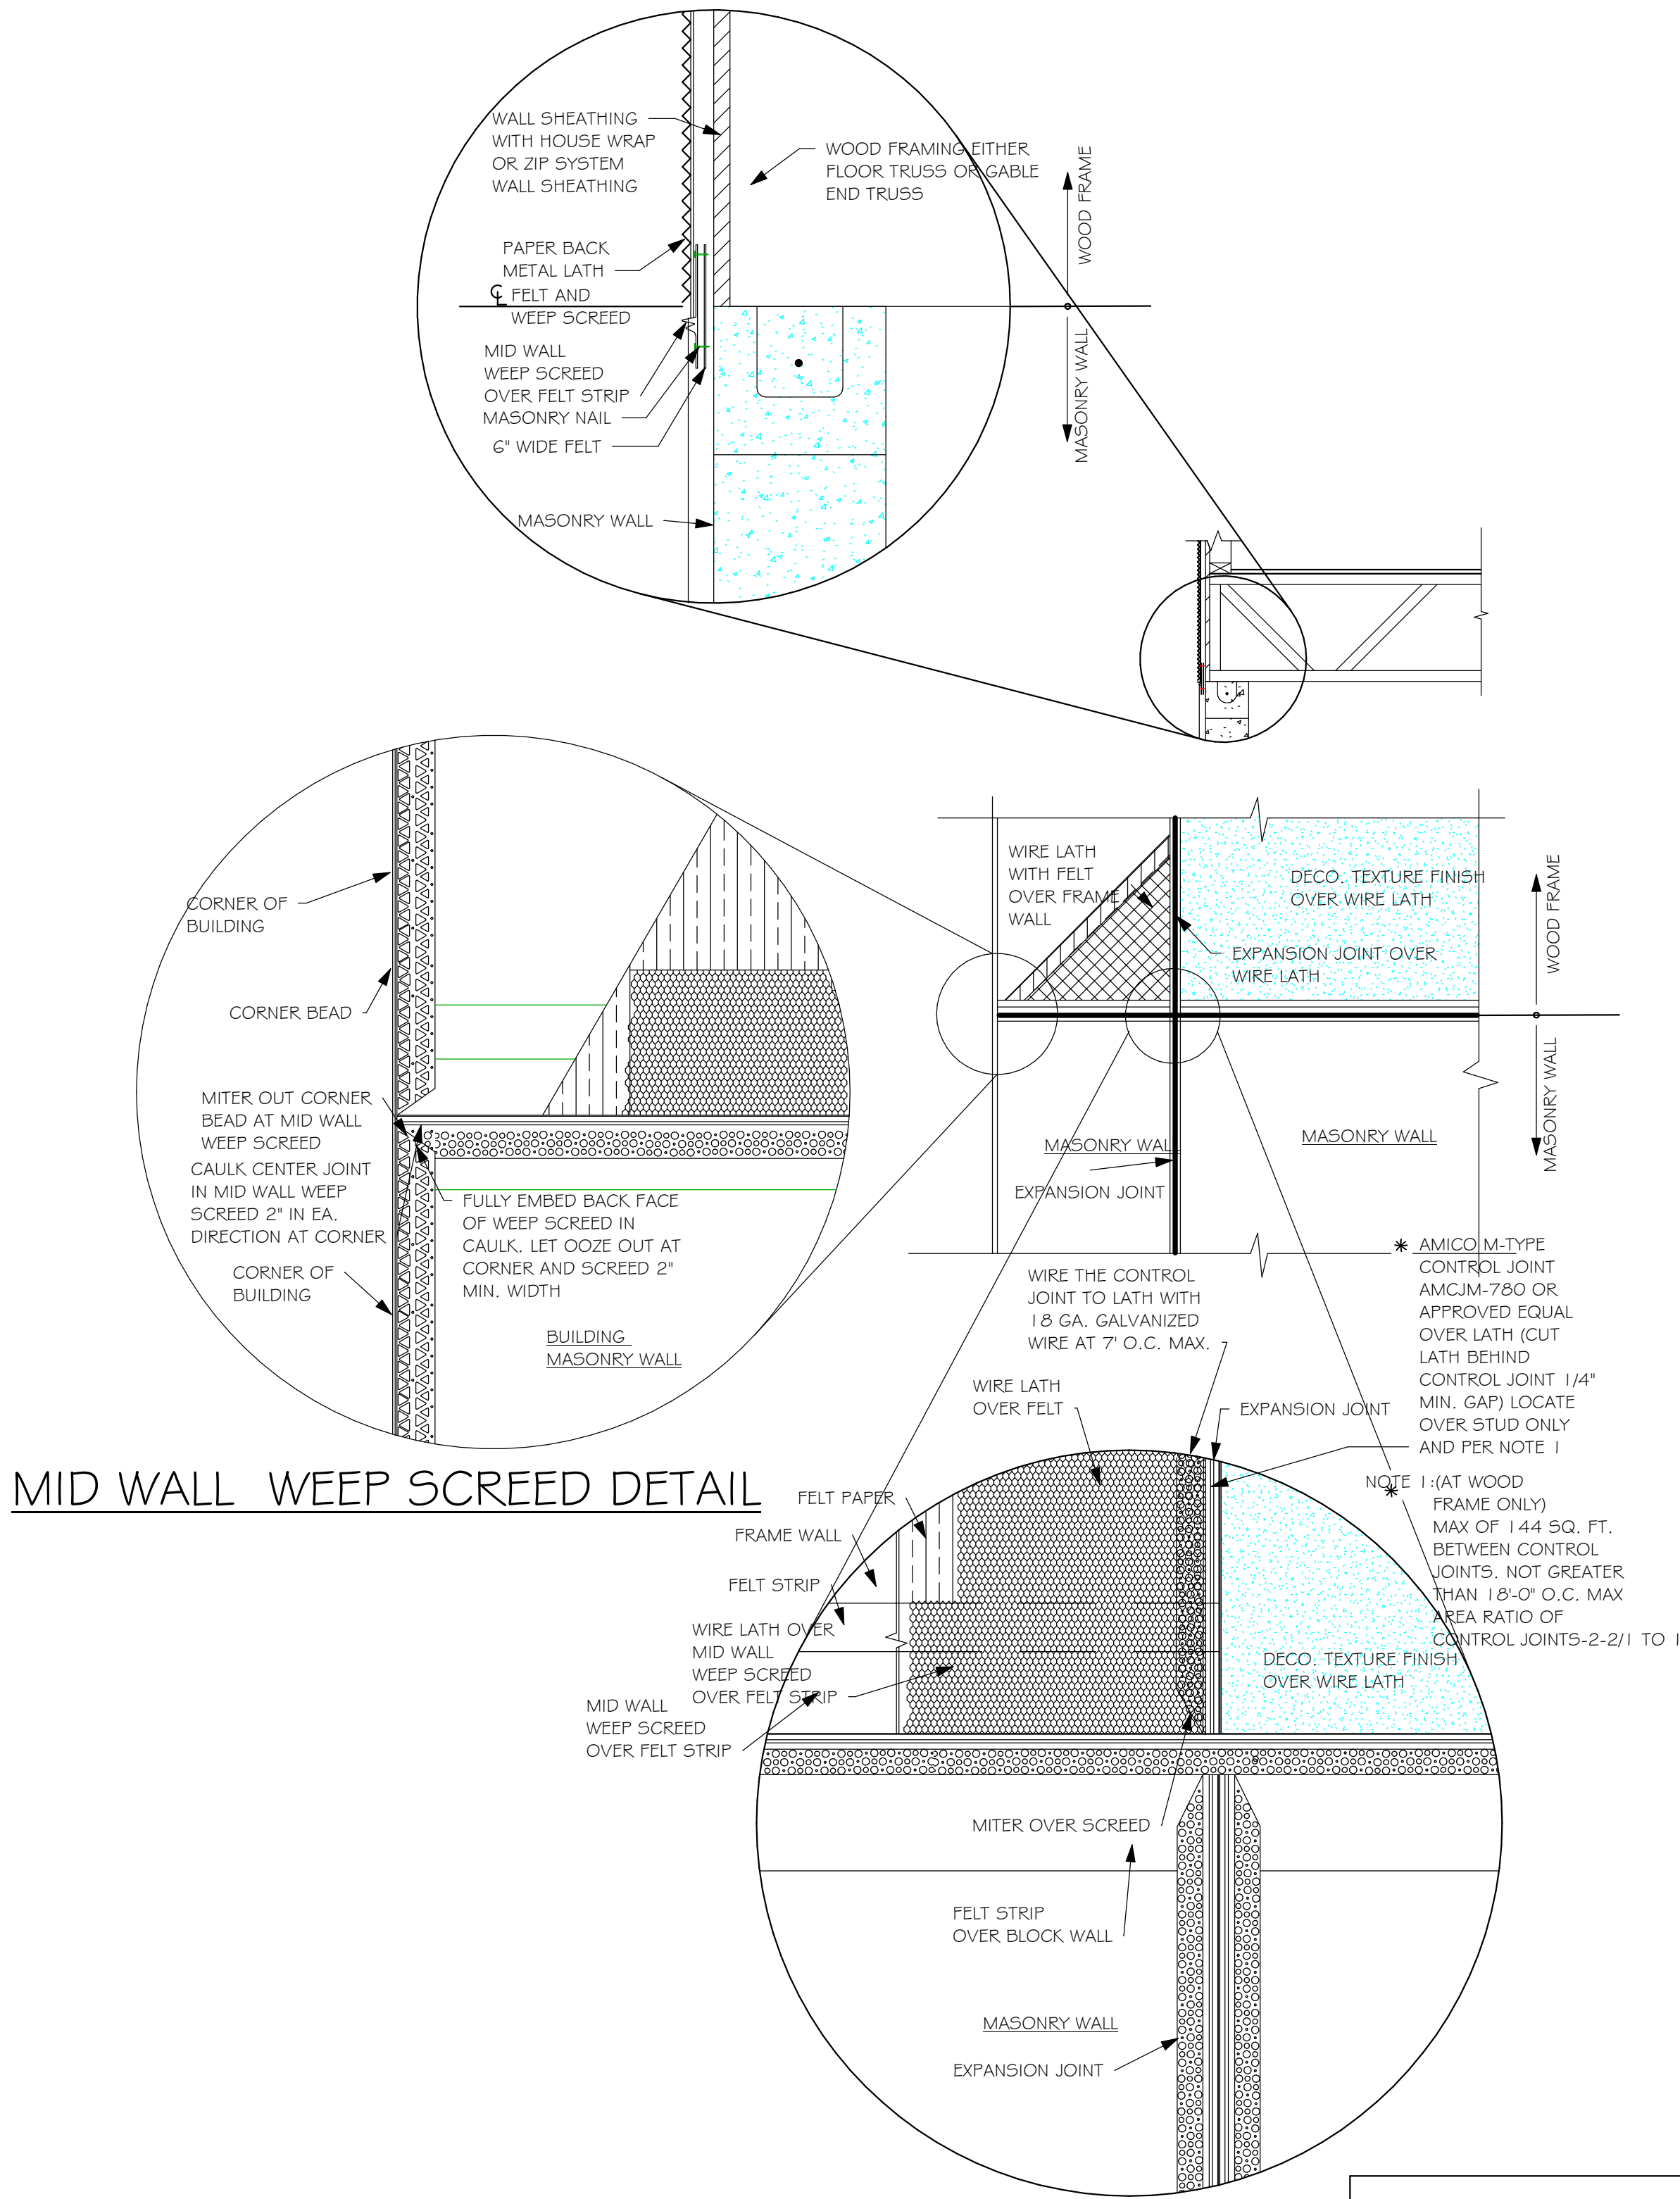 WALL SHEATHING
WITH HOUSE WRAP
OR ZIP SYSTEM
WALL SHEATHING
WOOD FRAMING EITHER
FLOOR TRUSS OR GABLE
END TRUSS
WOOD FRAME
MASONRY WALL
PAPER BACK
METAL LATH
℄ FELT AND
WEEP SCREED
MID WALL
WEEP SCREED
OVER FELT STRIP
MASONRY NAIL
6" WIDE FELT
MASONRY WALL
CORNER OF
BUILDING
CORNER BEAD
MITER OUT CORNER
BEAD AT MID WALL
WEEP SCREED
CAULK CENTER JOINT
IN MID WALL WEEP
SCREED 2" IN EA.
DIRECTION AT CORNER
CORNER OF
BUILDING
FULLY EMBED BACK FACE
OF WEEP SCREED IN
CAULK. LET OOZE OUT AT
CORNER AND SCREED 2"
MIN. WIDTH
BUILDING
MASONRY WALL
WIRE LATH
WITH FELT
OVER FRAME
WALL
DECO. TEXTURE FINISH
OVER WIRE LATH
EXPANSION JOINT OVER
WIRE LATH
WOOD FRAME
MASONRY WALL
MASONRY WALL
MASONRY WALL
EXPANSION JOINT
MID WALL WEEP SCREED DETAIL
WIRE THE CONTROL
JOINT TO LATH WITH
18 GA. GALVANIZED
WIRE AT 7' O.C. MAX.
* AMICO M-TYPE
CONTROL JOINT
AMCJM-780 OR
APPROVED EQUAL
OVER LATH (CUT
LATH BEHIND
CONTROL JOINT 1/4"
MIN. GAP) LOCATE
OVER STUD ONLY
AND PER NOTE 1
WIRE LATH
OVER FELT
EXPANSION JOINT
* NOTE 1:(AT WOOD
FRAME ONLY)
MAX OF 144 SQ. FT.
BETWEEN CONTROL
JOINTS. NOT GREATER
THAN 18'-0" O.C. MAX
AREA RATIO OF
CONTROL JOINTS-2-2/1 TO 1
FELT PAPER
FRAME WALL
FELT STRIP
WIRE LATH OVER
MID WALL
WEEP SCREED
OVER FELT STRIP
MID WALL
WEEP SCREED
OVER FELT STRIP
DECO. TEXTURE FINISH
OVER WIRE LATH
MITER OVER SCREED
FELT STRIP
OVER BLOCK WALL
MASONRY WALL
EXPANSION JOINT